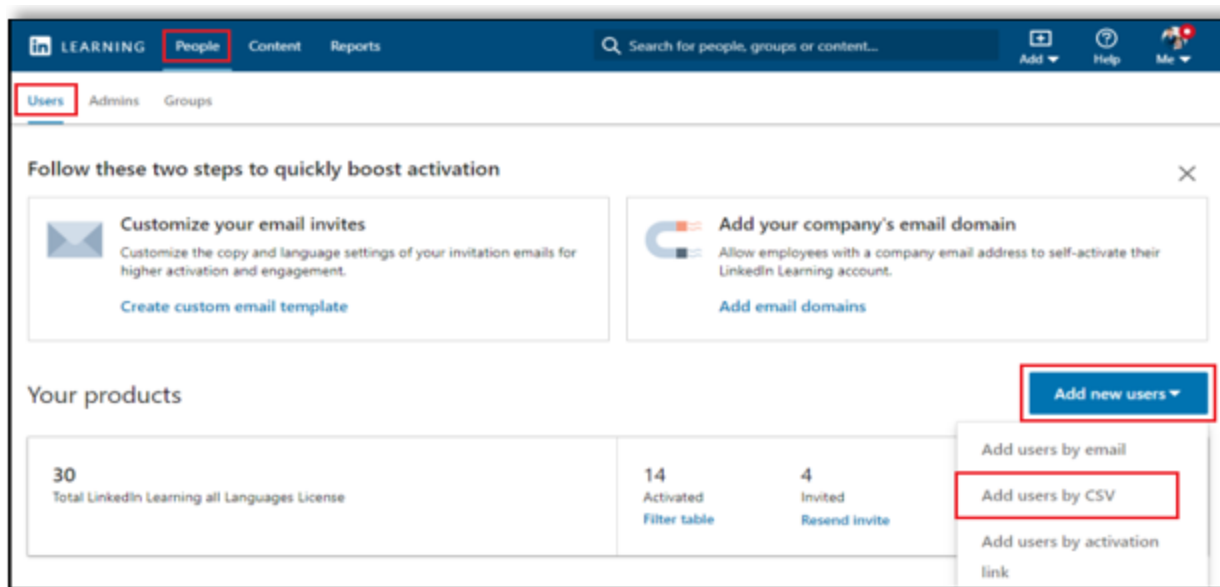 in LEARNING People Content Reports Search for people, groups or content... Add Help Me
Users Admins Groups
Follow these two steps to quickly boost activation
Customize your email invites
Customize the copy and language settings of your invitation emails for
higher activation and engagement.
Create custom email template
Add your company's email domain
Allow employees with a company email address to self-activate their
LinkedIn Learning account.
Add email domains
Your products
Add new users
Add users by email
Add users by CSV
Add users by activation
link
30
Total LinkedIn Learning all Languages License
14
Activated
Filter table
4
Invited
Resend invite